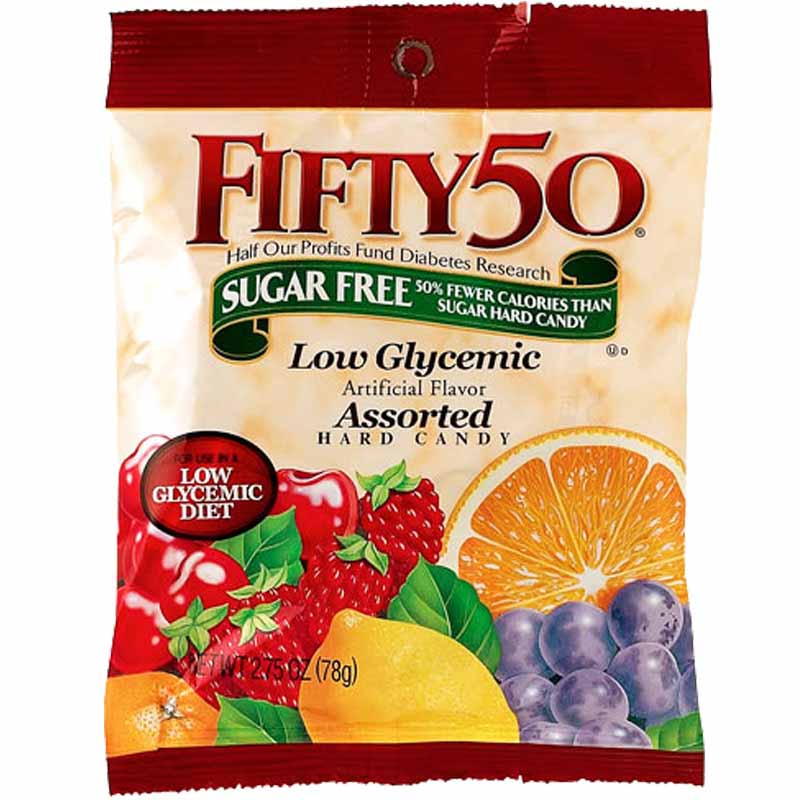 FIFTY50®
Half Our Profits Fund Diabetes Research
SUGAR FREE 50% FEWER CALORIES THAN
SUGAR HARD CANDY
Low Glycemic
Ⓤ D
Artificial Flavor
Assorted
HARD CANDY
FOR USE IN A
LOW
GLYCEMIC
DIET
NET WT 2.75 OZ (78g)